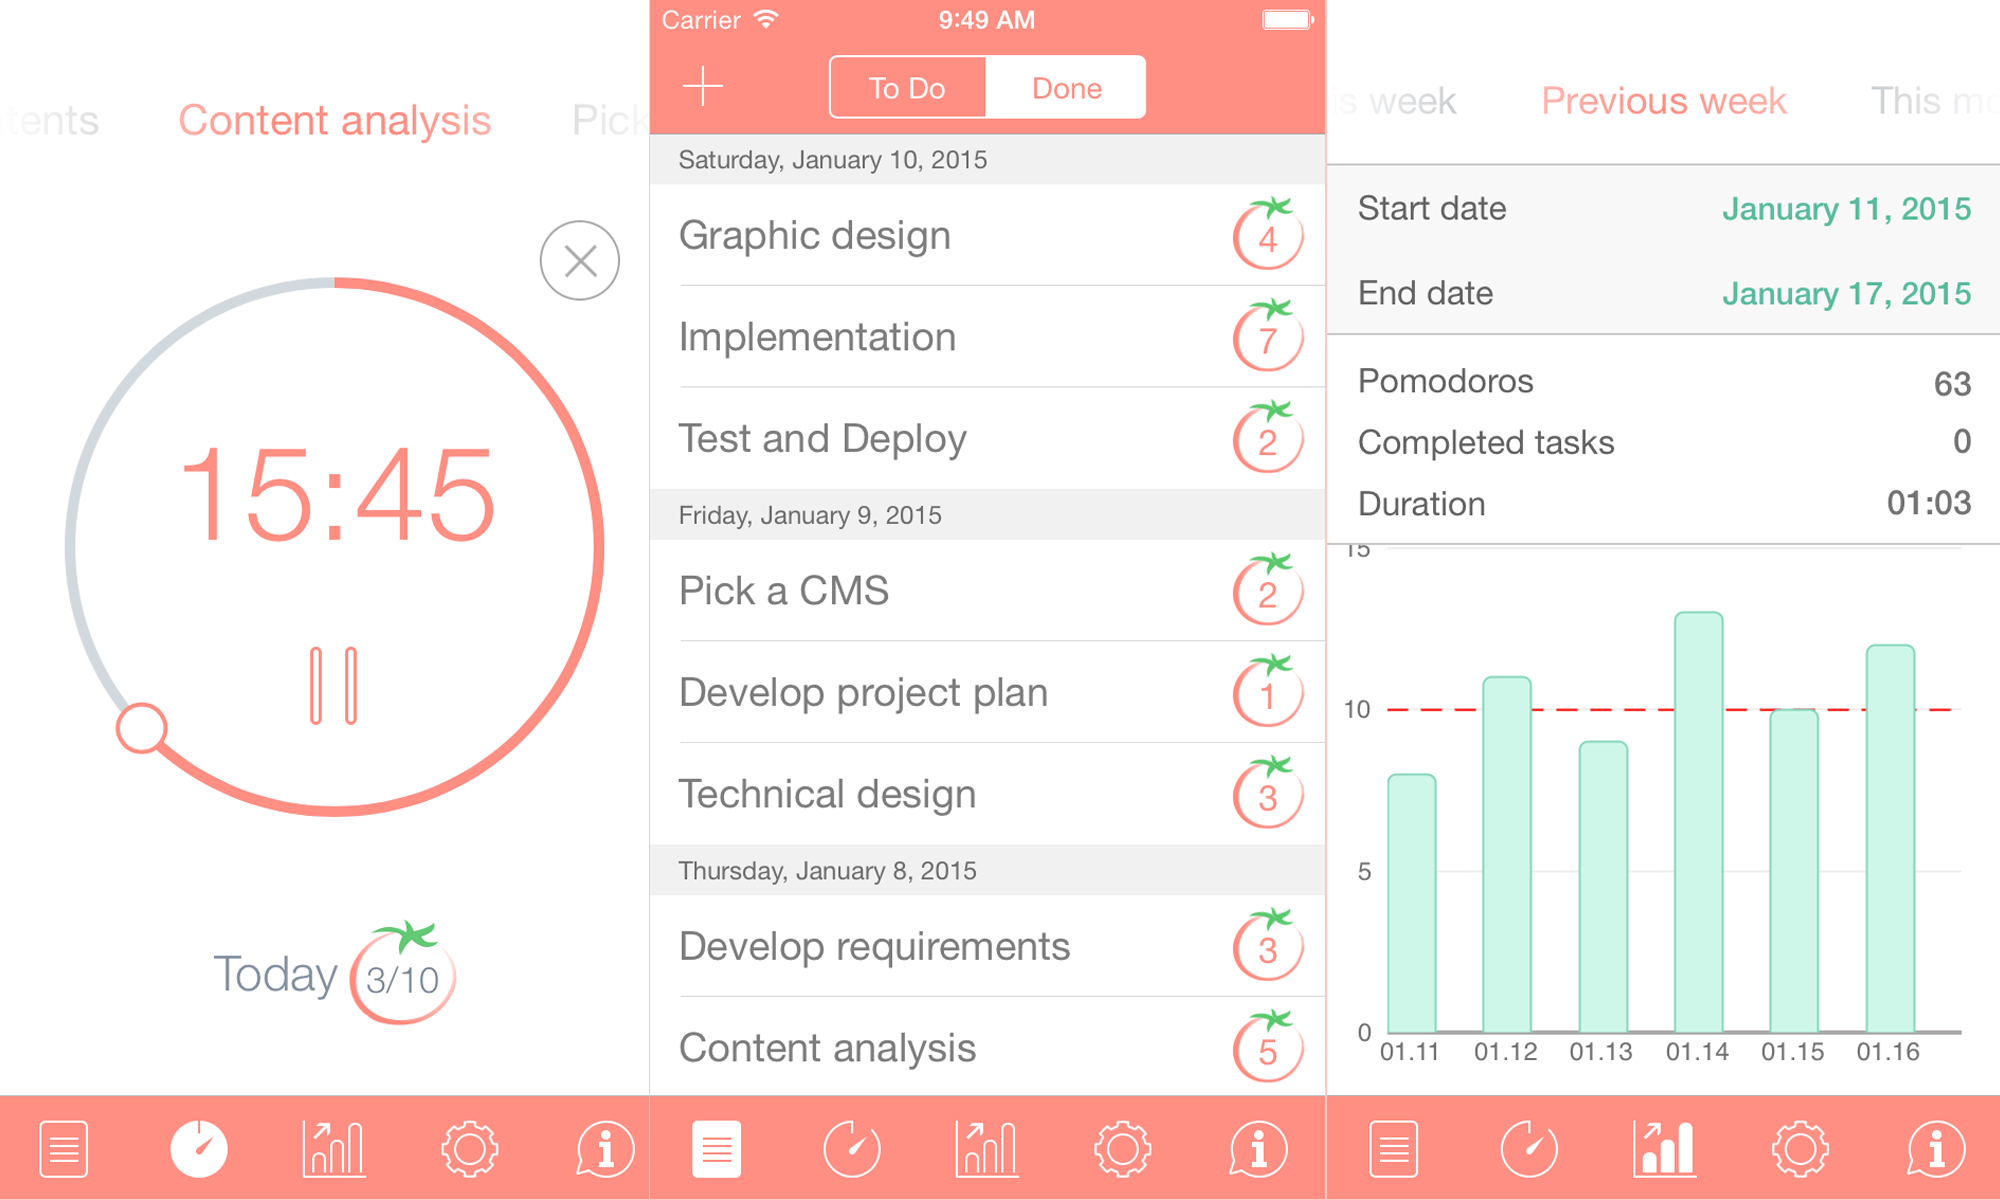 tents Content analysis Pick
15:45
Today 3/10
Carrier 9:49 AM
To Do Done
Saturday, January 10, 2015
Graphic design 4
Implementation 7
Test and Deploy 2
Friday, January 9, 2015
Pick a CMS 2
Develop project plan 1
Technical design 3
Thursday, January 8, 2015
Develop requirements 3
Content analysis 5
is week Previous week This mo
Start date January 11, 2015
End date January 17, 2015
Pomodoros 63
Completed tasks 0
Duration 01:03
15
10
5
0
01.11 01.12 01.13 01.14 01.15 01.16